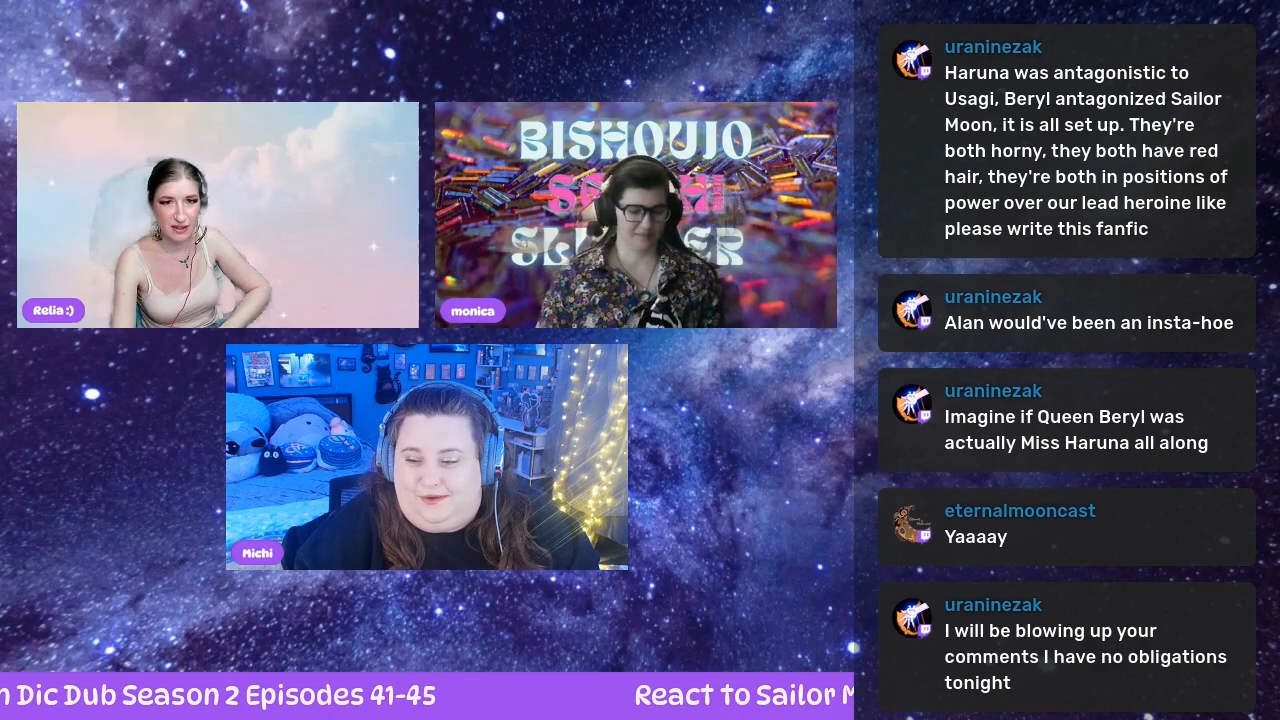 BISHOUJO
Relia :)
monica
Michi
Dic Dub Season 2 Episodes 41-45
React to Sailor
uraninezak
Haruna was antagonistic to
Usagi, Beryl antagonized Sailor
Moon, it is all set up. They're
both horny, they both have red
hair, they're both in positions of
power over our lead heroine like
please write this fanfic
uraninezak
Alan would've been an insta-hoe
uraninezak
Imagine if Queen Beryl was
actually Miss Haruna all along
eternalmooncast
Yaaaay
uraninezak
I will be blowing up your
comments I have no obligations
tonight